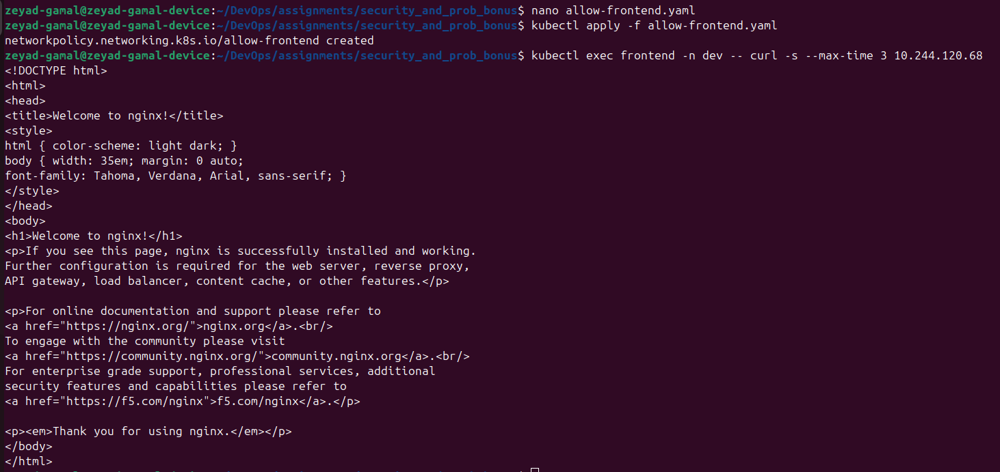 zeyad-gamal@zeyad-gamal-device:~/DevOps/assignments/security_and_prob_bonus$ nano allow-frontend.yaml
zeyad-gamal@zeyad-gamal-device:~/DevOps/assignments/security_and_prob_bonus$ kubectl apply -f allow-frontend.yaml
networkpolicy.networking.k8s.io/allow-frontend created
zeyad-gamal@zeyad-gamal-device:~/DevOps/assignments/security_and_prob_bonus$ kubectl exec frontend -n dev -- curl -s --max-time 3 10.244.120.68
<!DOCTYPE html>
<html>
<head>
<title>Welcome to nginx!</title>
<style>
html { color-scheme: light dark; }
body { width: 35em; margin: 0 auto;
font-family: Tahoma, Verdana, Arial, sans-serif; }
</style>
</head>
<body>
<h1>Welcome to nginx!</h1>
<p>If you see this page, nginx is successfully installed and working.
Further configuration is required for the web server, reverse proxy,
API gateway, load balancer, content cache, or other features.</p>

<p>For online documentation and support please refer to
<a href="https://nginx.org/">nginx.org</a>.<br/>
To engage with the community please visit
<a href="https://community.nginx.org/">community.nginx.org</a>.<br/>
For enterprise grade support, professional services, additional
security features and capabilities please refer to
<a href="https://f5.com/nginx">f5.com/nginx</a>.</p>

<p><em>Thank you for using nginx.</em></p>
</body>
</html>